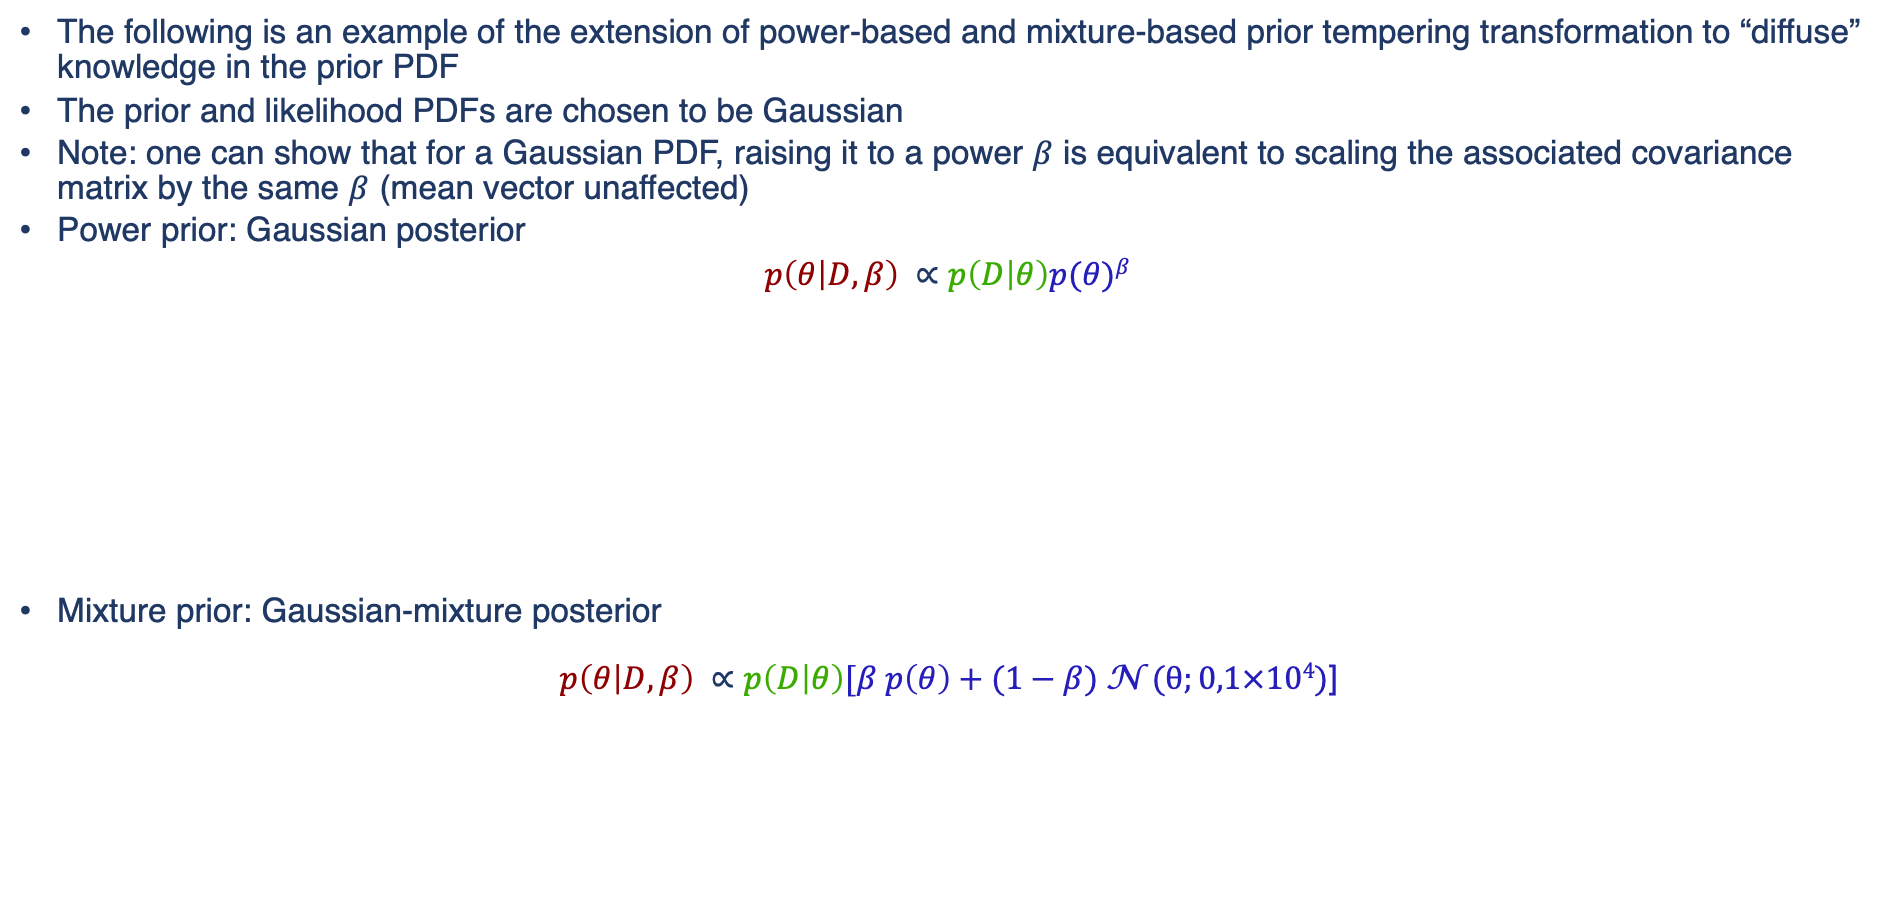 • The following is an example of the extension of power-based and mixture-based prior tempering transformation to “diffuse”
knowledge in the prior PDF
• The prior and likelihood PDFs are chosen to be Gaussian
• Note: one can show that for a Gaussian PDF, raising it to a power β is equivalent to scaling the associated covariance
matrix by the same β (mean vector unaffected)
• Power prior: Gaussian posterior
p(θ|D, β) ∝ p(D|θ)p(θ)^β
• Mixture prior: Gaussian-mixture posterior
p(θ|D, β) ∝ p(D|θ)[β p(θ) + (1 − β) 𝒩(θ; 0,1×10⁴)]